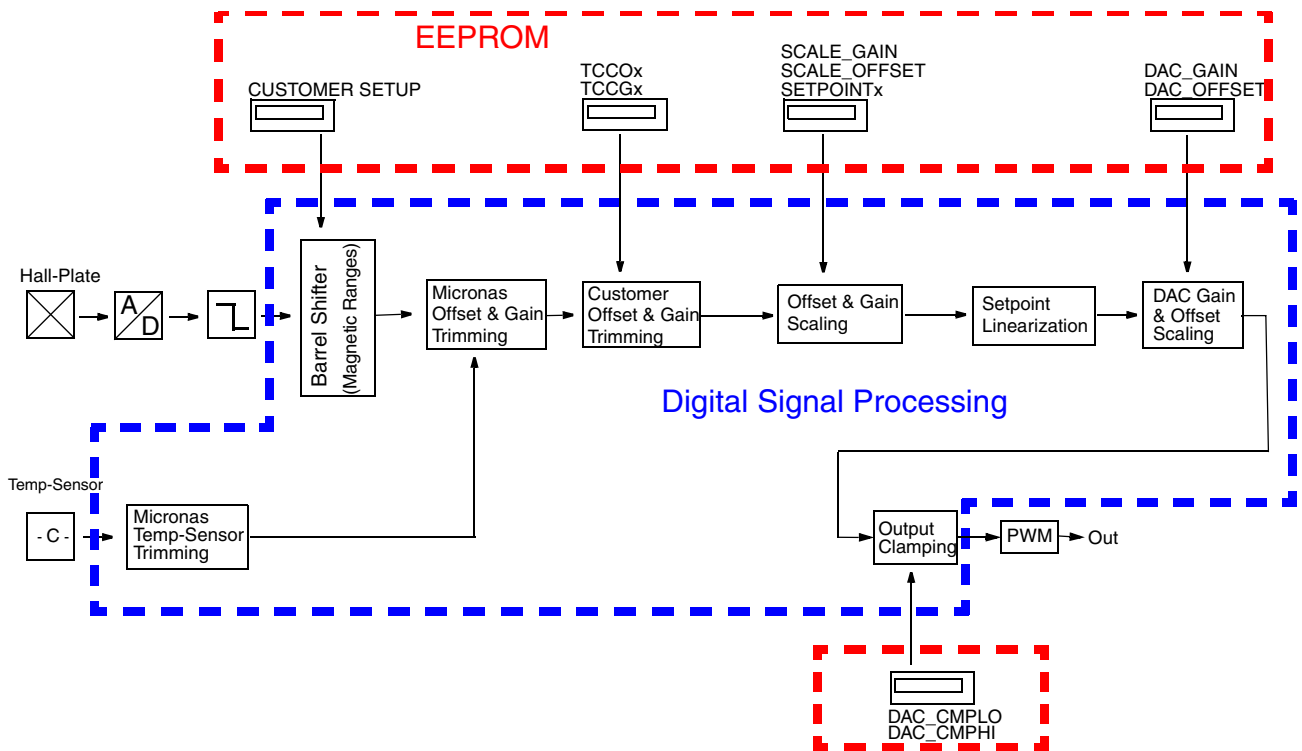 EEPROM
CUSTOMER SETUP
TCCOx
TCCGx
SCALE_GAIN
SCALE_OFFSET
SETPOINTx
DAC_GAIN
DAC_OFFSET
Hall-Plate
A
D
Barrel Shifter
(Magnetic Ranges)
Micronas
Offset & Gain
Trimming
Customer
Offset & Gain
Trimming
Offset & Gain
Scaling
Setpoint
Linearization
DAC Gain
& Offset
Scaling
Digital Signal Processing
Temp-Sensor
- C -
Micronas
Temp-Sensor
Trimming
Output
Clamping
PWM
Out
DAC_CMPLO
DAC_CMPHI